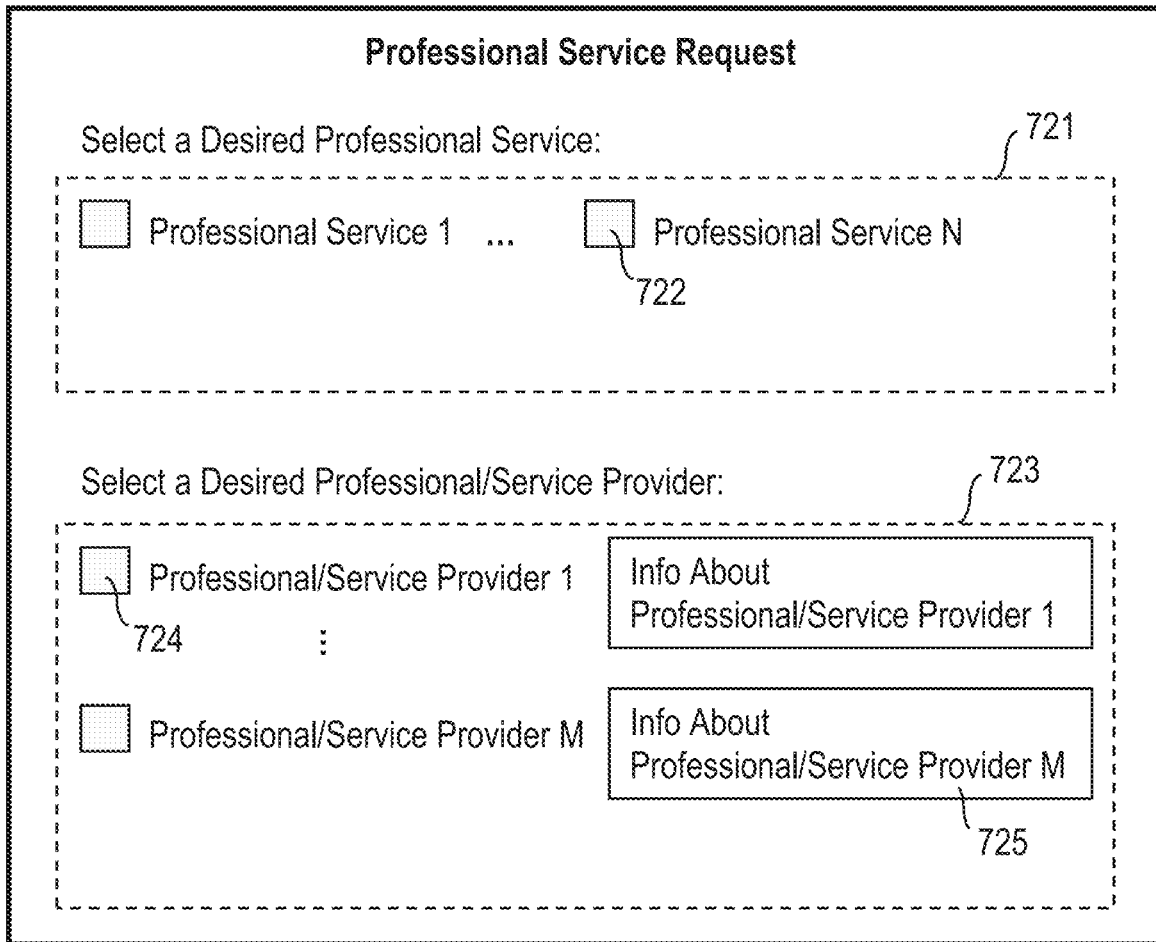 Professional Service Request
Select a Desired Professional Service:
721
Professional Service 1 ... Professional Service N
722
Select a Desired Professional/Service Provider:
723
Professional/Service Provider 1
Info About
Professional/Service Provider 1
724
⋮
Professional/Service Provider M
Info About
Professional/Service Provider M
725